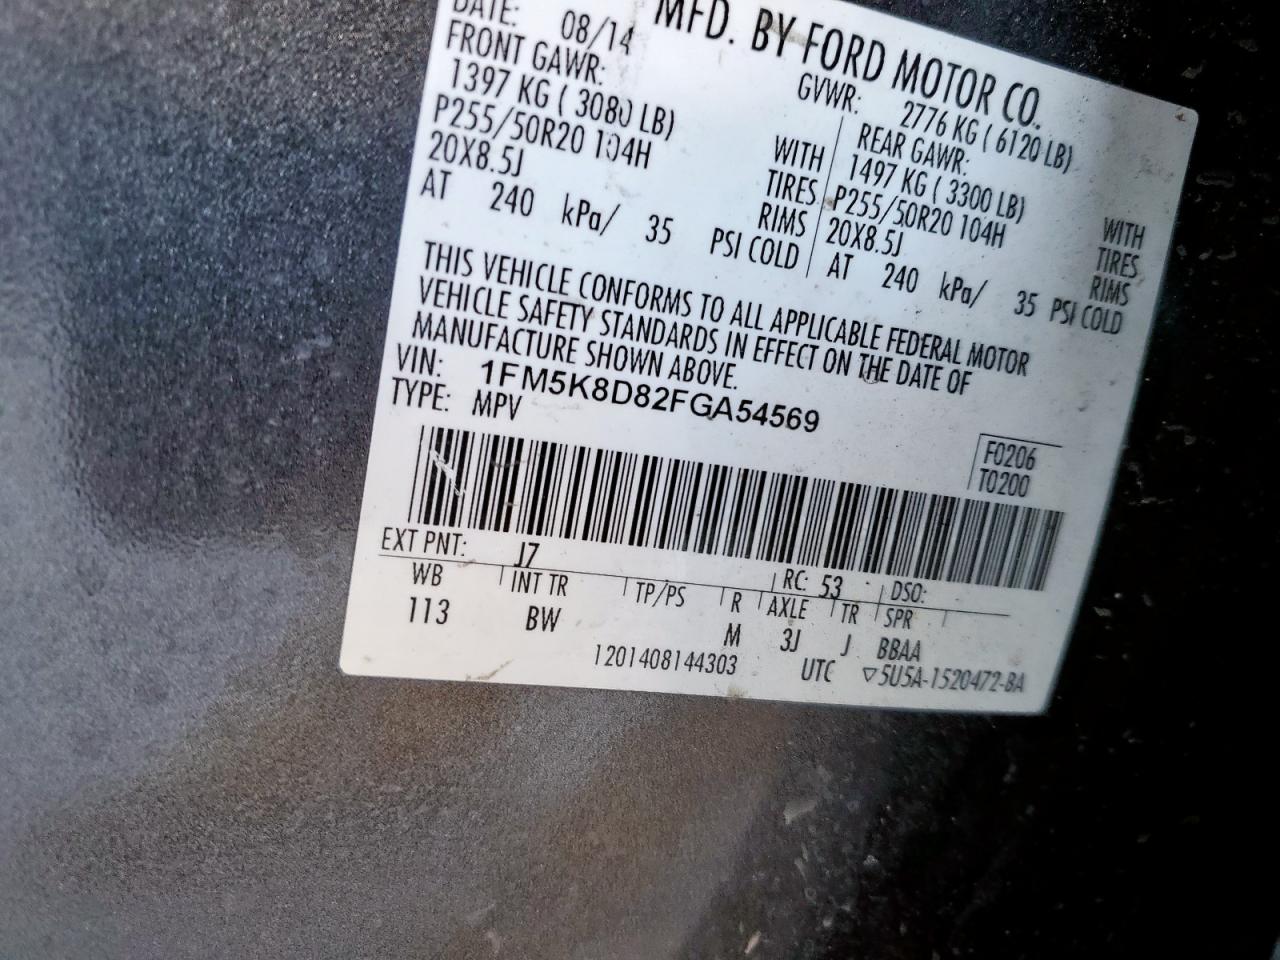 DATE: 08/14 MFD. BY FORD MOTOR CO.
FRONT GAWR: GVWR: 2776 KG ( 6120 LB)
1397 KG ( 3080 LB) REAR GAWR:
P255/50R20 104H WITH TIRES 1497 KG ( 3300 LB) WITH
20X8.5J RIMS P255/50R20 104H TIRES
AT 240 kPa/ 35 PSI COLD 20X8.5J RIMS
AT 240 kPa/ 35 PSI COLD
THIS VEHICLE CONFORMS TO ALL APPLICABLE FEDERAL MOTOR
VEHICLE SAFETY STANDARDS IN EFFECT ON THE DATE OF
MANUFACTURE SHOWN ABOVE.
VIN: 1FM5K8D82FGA54569
TYPE: MPV
F0206
T0200
EXT PNT: J7 RC: 53 DSO:
WB INT TR TP/PS R AXLE TR SPR
113 BW M 3J J BBAA
1201408144303 UTC ▽5U5A-1520472-BA